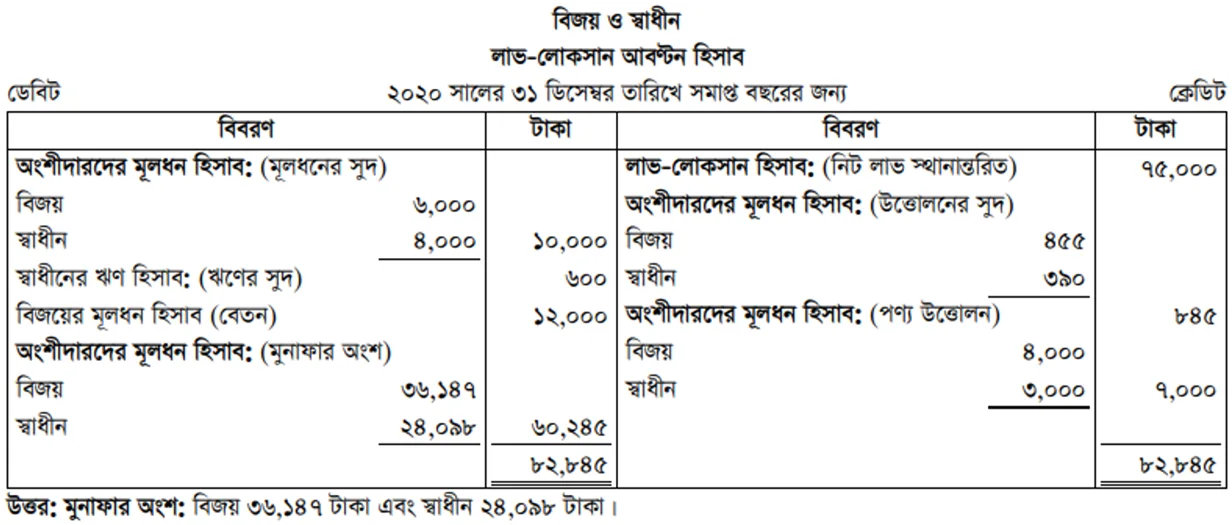 বিজয় ও স্বাধীন
লাভ-লোকসান আবণ্টন হিসাব
ডেবিট ২০২০ সালের ৩১ ডিসেম্বর তারিখে সমাপ্ত বছরের জন্য ক্রেডিট
বিবরণ টাকা বিবরণ টাকা
অংশীদারদের মূলধন হিসাব: (মূলধনের সুদ) লাভ-লোকসান হিসাব: (নিট লাভ স্থানান্তরিত) ৭৫,০০০
বিজয় ৬,০০০ অংশীদারদের মূলধন হিসাব: (উত্তোলনের সুদ)
স্বাধীন ৪,০০০ ১০,০০০ বিজয় ৪৫৫
স্বাধীনের ঋণ হিসাব: (ঋণের সুদ) ৬০০ স্বাধীন ৩৯০
বিজয়ের মূলধন হিসাব (বেতন) ১২,০০০ অংশীদারদের মূলধন হিসাব: (পণ্য উত্তোলন) ৮৪৫
অংশীদারদের মূলধন হিসাব: (মুনাফার অংশ) বিজয় ৪,০০০
বিজয় ৩৬,১৪৭ স্বাধীন ৩,০০০ ৭,০০০
স্বাধীন ২৪,০৯৮ ৬০,২৪৫
৮২,৮৪৫ ৮২,৮৪৫
উত্তর: মুনাফার অংশ: বিজয় ৩৬,১৪৭ টাকা এবং স্বাধীন ২৪,০৯৮ টাকা।